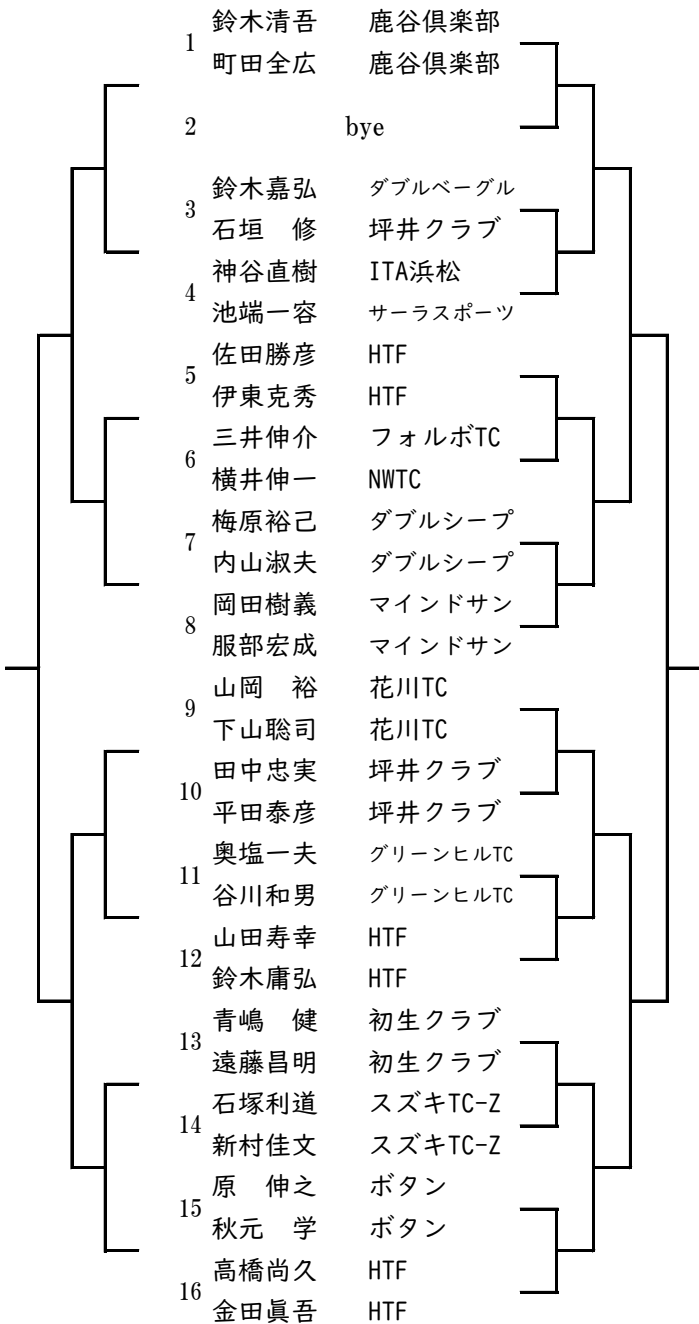 鈴木清吾 鹿谷倶楽部
1
町田全広 鹿谷倶楽部
2 bye
鈴木嘉弘 ダブルベーグル
3
石垣　修 坪井クラブ
神谷直樹 ITA浜松
4
池端一容 サーラスポーツ
佐田勝彦 HTF
5
伊東克秀 HTF
三井伸介 フォルボTC
6
横井伸一 NWTC
梅原裕己 ダブルシープ
7
内山淑夫 ダブルシープ
岡田樹義 マインドサン
8
服部宏成 マインドサン
山岡　裕 花川TC
9
下山聡司 花川TC
田中忠実 坪井クラブ
10
平田泰彦 坪井クラブ
奥塩一夫 グリーンヒルTC
11
谷川和男 グリーンヒルTC
山田寿幸 HTF
12
鈴木庸弘 HTF
青嶋　健 初生クラブ
13
遠藤昌明 初生クラブ
石塚利道 スズキTC-Z
14
新村佳文 スズキTC-Z
原　伸之 ボタン
15
秋元　学 ボタン
高橋尚久 HTF
16
金田眞吾 HTF